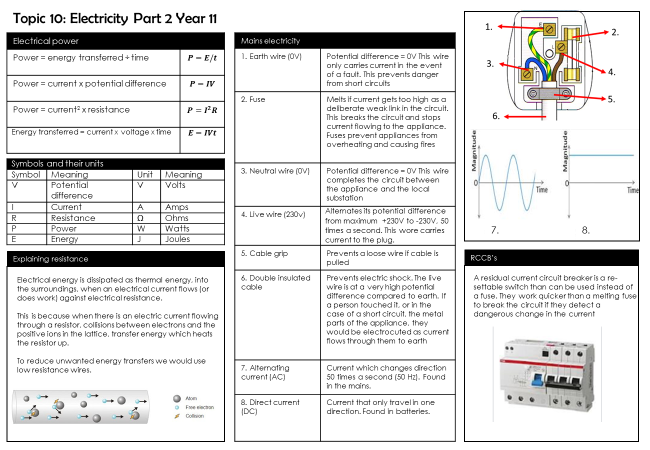 Topic 10: Electricity Part 2 Year 11
Electrical power
Power = energy transferred ÷ time
P = E/t
Power = current x potential difference
P = IV
Power = current² x resistance
P = I²R
Energy transferred = current x voltage x time
E = IVt
Symbols and their units
Symbol Meaning Unit Meaning
V Potential difference V Volts
I Current A Amps
R Resistance Ω Ohms
P Power W Watts
E Energy J Joules
Explaining resistance
Electrical energy is dissipated as thermal energy, into
the surroundings, when an electrical current flows (or
does work) against electrical resistance.
This is because when there is an electric current flowing
through a resistor, collisions between electrons and the
positive ions in the lattice, transfer energy which heats
the resistor up.
To reduce unwanted energy transfers we would use
low resistance wires.
Atom
Free electron
Collision
Mains electricity
1. Earth wire (0V)
Potential difference = 0V This wire
only carries current in the event
of a fault. This prevents danger
from short circuits
2. Fuse
Melts if current gets too high as a
deliberate weak link in the circuit.
This breaks the circuit and stops
current flowing to the appliance.
Fuses prevent appliances from
overheating and causing fires
3. Neutral wire (0V)
Potential difference = 0V This wire
completes the circuit between
the appliance and the local
substation
4. Live wire (230v)
Alternates its potential difference
from maximum +230V to -230V, 50
times a second. This wore carries
current to the plug.
5. Cable grip
Prevents a loose wire if cable is
pulled
6. Double insulated
cable
Prevents electric shock. The live
wire is at a very high potential
difference compared to earth. If
a person touched it, or in the
case of a short circuit, the metal
parts of the appliance, they
would be electrocuted as current
flows through them to earth
7. Alternating
current (AC)
Current which changes direction
50 times a second (50 Hz). Found
in the mains.
8. Direct current
(DC)
Current that only travel in one
direction. Found in batteries.
1.
2.
3.
4.
5.
6.
Magnitude
0
Time
7.
Magnitude
0
Time
8.
RCCB's
A residual current circuit breaker is a re-
settable switch than can be used instead of
a fuse. They work quicker than a melting fuse
to break the circuit if they detect a
dangerous change in the current